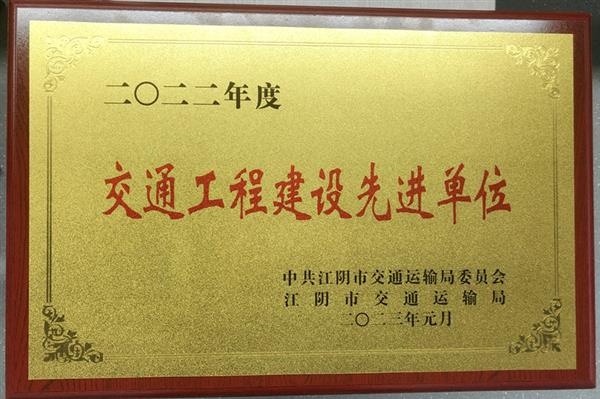 二〇二二年度
交通工程建设先进单位
中共江阴市交通运输局委员会
江阴市交通运输局
二〇二三年元月